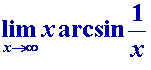 lim x→∞ x arcsin 1/x